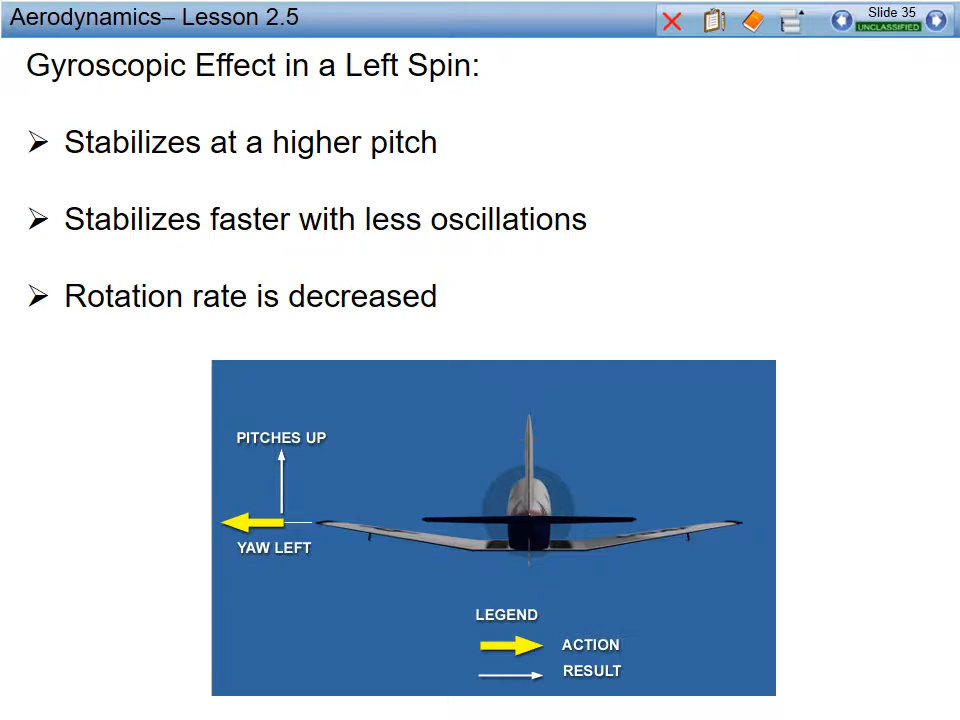 Aerodynamics– Lesson 2.5
Slide 35
UNCLASSIFIED
Gyroscopic Effect in a Left Spin:
➢ Stabilizes at a higher pitch
➢ Stabilizes faster with less oscillations
➢ Rotation rate is decreased
PITCHES UP
YAW LEFT
LEGEND
ACTION
RESULT